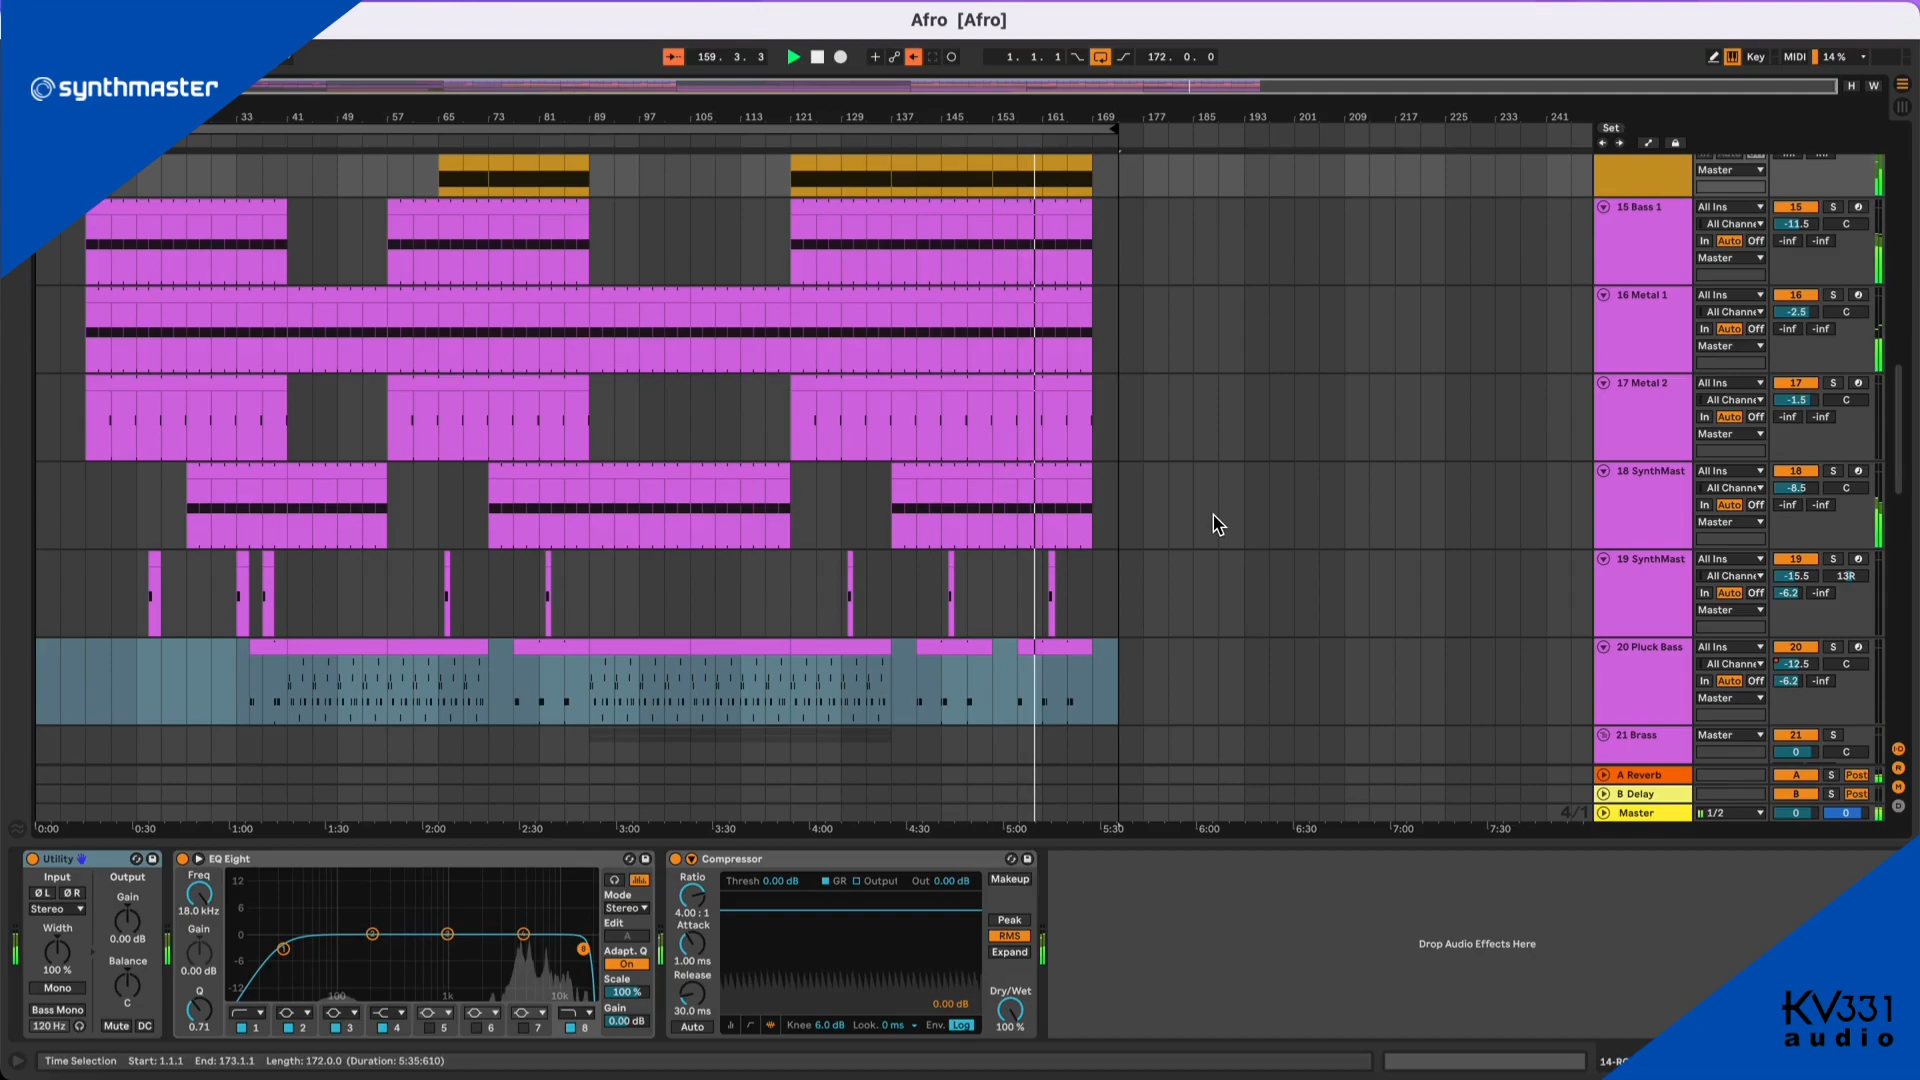 Afro [Afro]
159. 3. 3
1. 1. 1
172. 0. 0
Key
MIDI
14 %
synthmaster
H W
33 41 49 57 65 73 81 89 97 105 113 121 129 137 145 153 161 169 177 185 193 201 209 217 225 233 241
Set
Master
15 Bass 1 All Ins 15 S
All Channe -11.5 C
In Auto Off -inf -inf
Master
16 Metal 1 All Ins 16 S
All Channe -2.5 C
In Auto Off -inf -inf
Master
17 Metal 2 All Ins 17 S
All Channe -1.5 C
In Auto Off -inf -inf
Master
18 SynthMast All Ins 18 S
All Channe -8.5 C
In Auto Off -inf -inf
Master
19 SynthMast All Ins 19 S
All Channe -15.5 13R
In Auto Off -6.2 -inf
Master
20 Pluck Bass All Ins 20 S
All Channe -12.5 C
In Auto Off -6.2 -inf
Master
21 Brass Master 21 S
0 C
A Reverb A S Post
B Delay B S Post
4/1
Master 1/2 0 0
0:00 0:30 1:00 1:30 2:00 2:30 3:00 3:30 4:00 4:30 5:00 5:30 6:00 6:30 7:00 7:30
Utility
Input Output
Ø L Ø R
Gain
Stereo
0.00 dB
Width
100 %
Balance
C
Mono
Bass Mono
120 Hz
Mute DC
EQ Eight
Freq
18.0 kHz
Gain
0.00 dB
Q
0.71
12
6
0
-6
-12
100 1k 10k
1 2 3 4 5 6 7 8
Mode
Stereo
Edit
A
Adapt. Q
On
Scale
100 %
Gain
0.00 dB
Compressor
Ratio
4.00 : 1
Attack
1.00 ms
Release
30.0 ms
Auto
Thresh 0.00 dB GR Output Out 0.00 dB
0.00 dB
Knee 6.0 dB Look. 0 ms Env. Log
Makeup
Peak
RMS
Expand
Dry/Wet
100 %
Drop Audio Effects Here
KV331
audio
Time Selection Start: 1.1.1 End: 173.1.1 Length: 172.0.0 (Duration: 5:35:610)